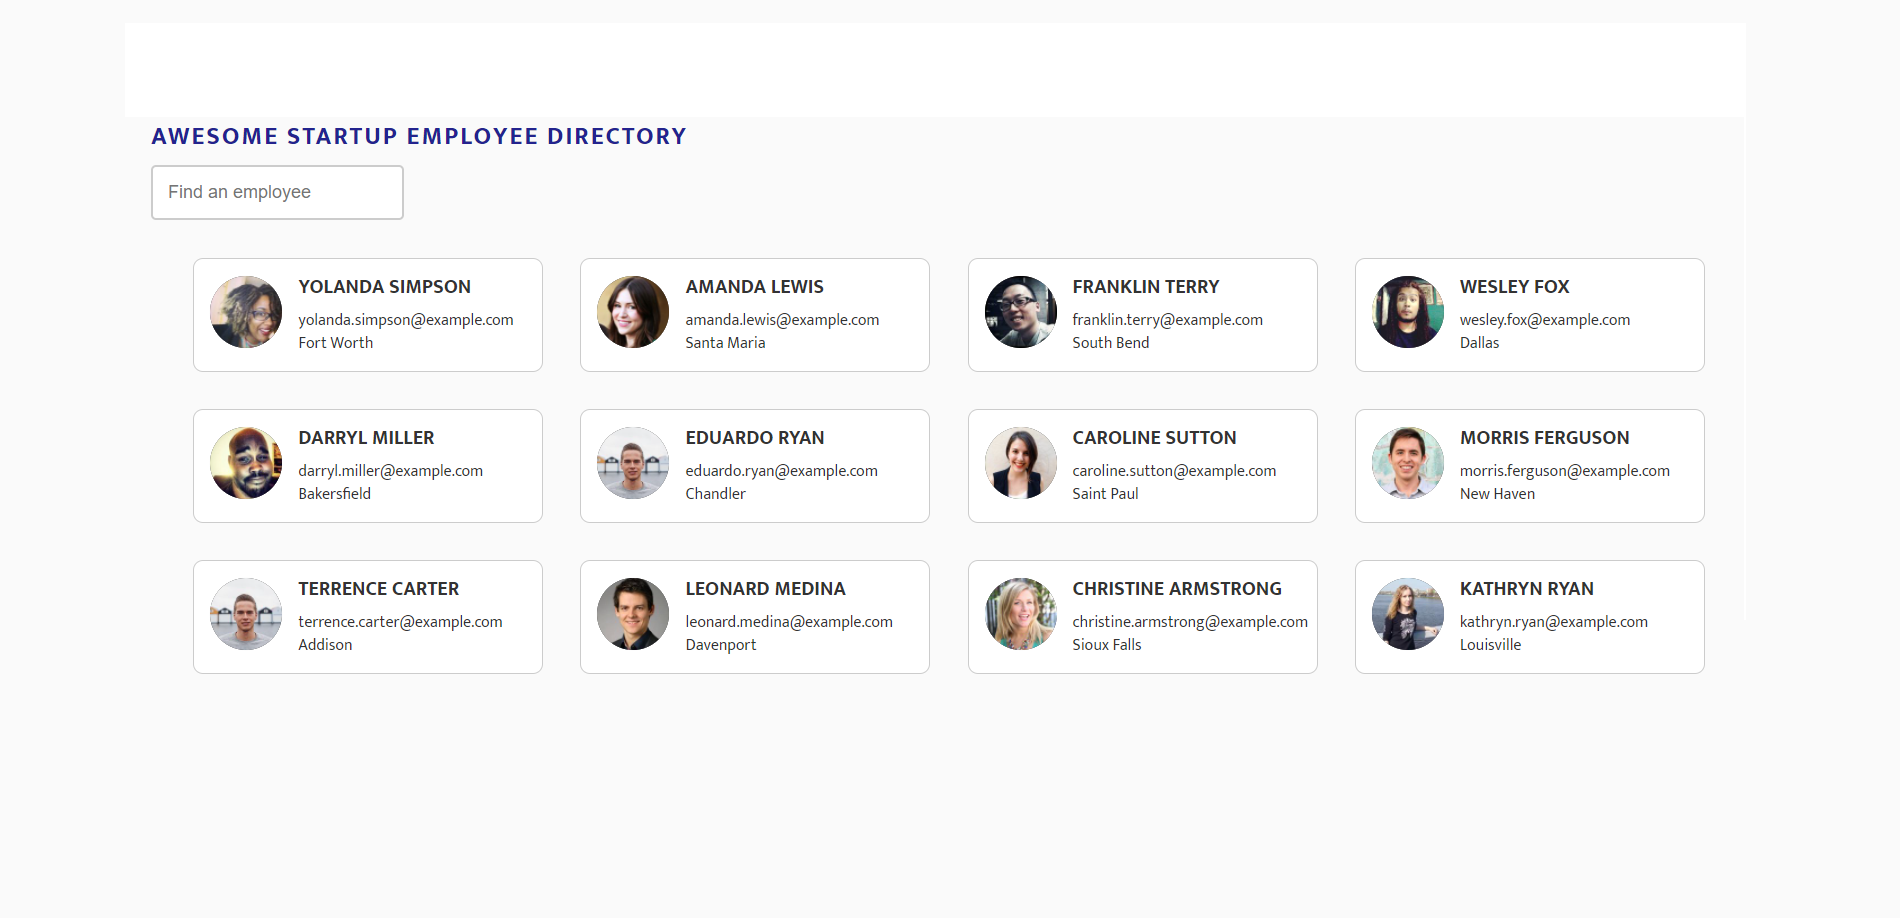 AWESOME STARTUP EMPLOYEE DIRECTORY
Find an employee
YOLANDA SIMPSON
yolanda.simpson@example.com
Fort Worth
AMANDA LEWIS
amanda.lewis@example.com
Santa Maria
FRANKLIN TERRY
franklin.terry@example.com
South Bend
WESLEY FOX
wesley.fox@example.com
Dallas
DARRYL MILLER
darryl.miller@example.com
Bakersfield
EDUARDO RYAN
eduardo.ryan@example.com
Chandler
CAROLINE SUTTON
caroline.sutton@example.com
Saint Paul
MORRIS FERGUSON
morris.ferguson@example.com
New Haven
TERRENCE CARTER
terrence.carter@example.com
Addison
LEONARD MEDINA
leonard.medina@example.com
Davenport
CHRISTINE ARMSTRONG
christine.armstrong@example.com
Sioux Falls
KATHRYN RYAN
kathryn.ryan@example.com
Louisville